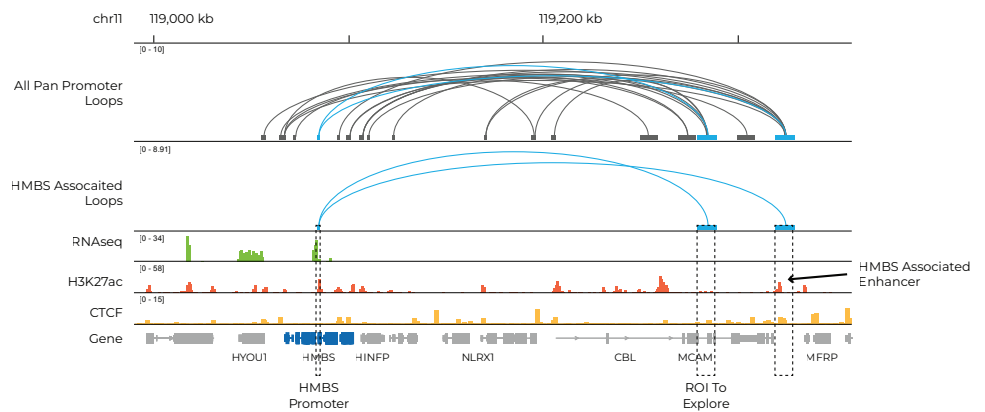 chr11 119,000 kb 119,200 kb
[0 - 10]
All Pan Promoter
Loops
[0 - 8.91]
HMBS Assocaited
Loops
RNAseq [0 - 34]
H3K27ac [0 - 58]
HMBS Associated
Enhancer
CTCF [0 - 15]
Gene
HYOU1 HMBS HINFP NLRX1 CBL MCAM MFRP
HMBS
Promoter
ROI To
Explore